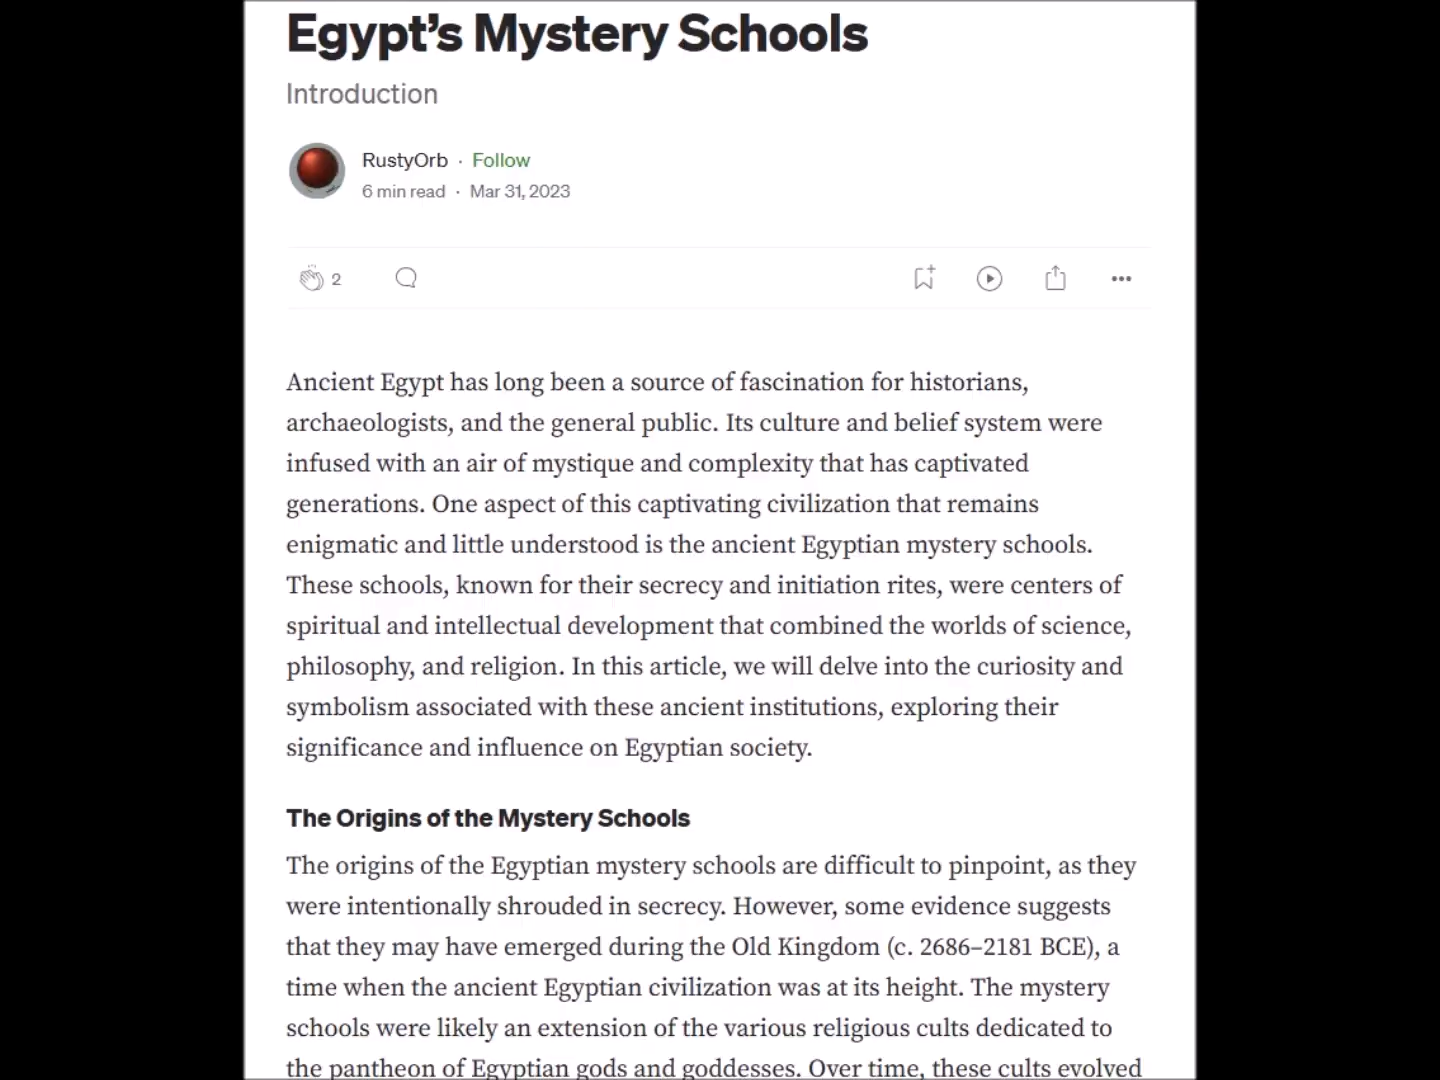 Egypt’s Mystery Schools
Introduction
RustyOrb · Follow
6 min read · Mar 31, 2023
2
Ancient Egypt has long been a source of fascination for historians,
archaeologists, and the general public. Its culture and belief system were
infused with an air of mystique and complexity that has captivated
generations. One aspect of this captivating civilization that remains
enigmatic and little understood is the ancient Egyptian mystery schools.
These schools, known for their secrecy and initiation rites, were centers of
spiritual and intellectual development that combined the worlds of science,
philosophy, and religion. In this article, we will delve into the curiosity and
symbolism associated with these ancient institutions, exploring their
significance and influence on Egyptian society.
The Origins of the Mystery Schools
The origins of the Egyptian mystery schools are difficult to pinpoint, as they
were intentionally shrouded in secrecy. However, some evidence suggests
that they may have emerged during the Old Kingdom (c. 2686–2181 BCE), a
time when the ancient Egyptian civilization was at its height. The mystery
schools were likely an extension of the various religious cults dedicated to
the pantheon of Egyptian gods and goddesses. Over time, these cults evolved